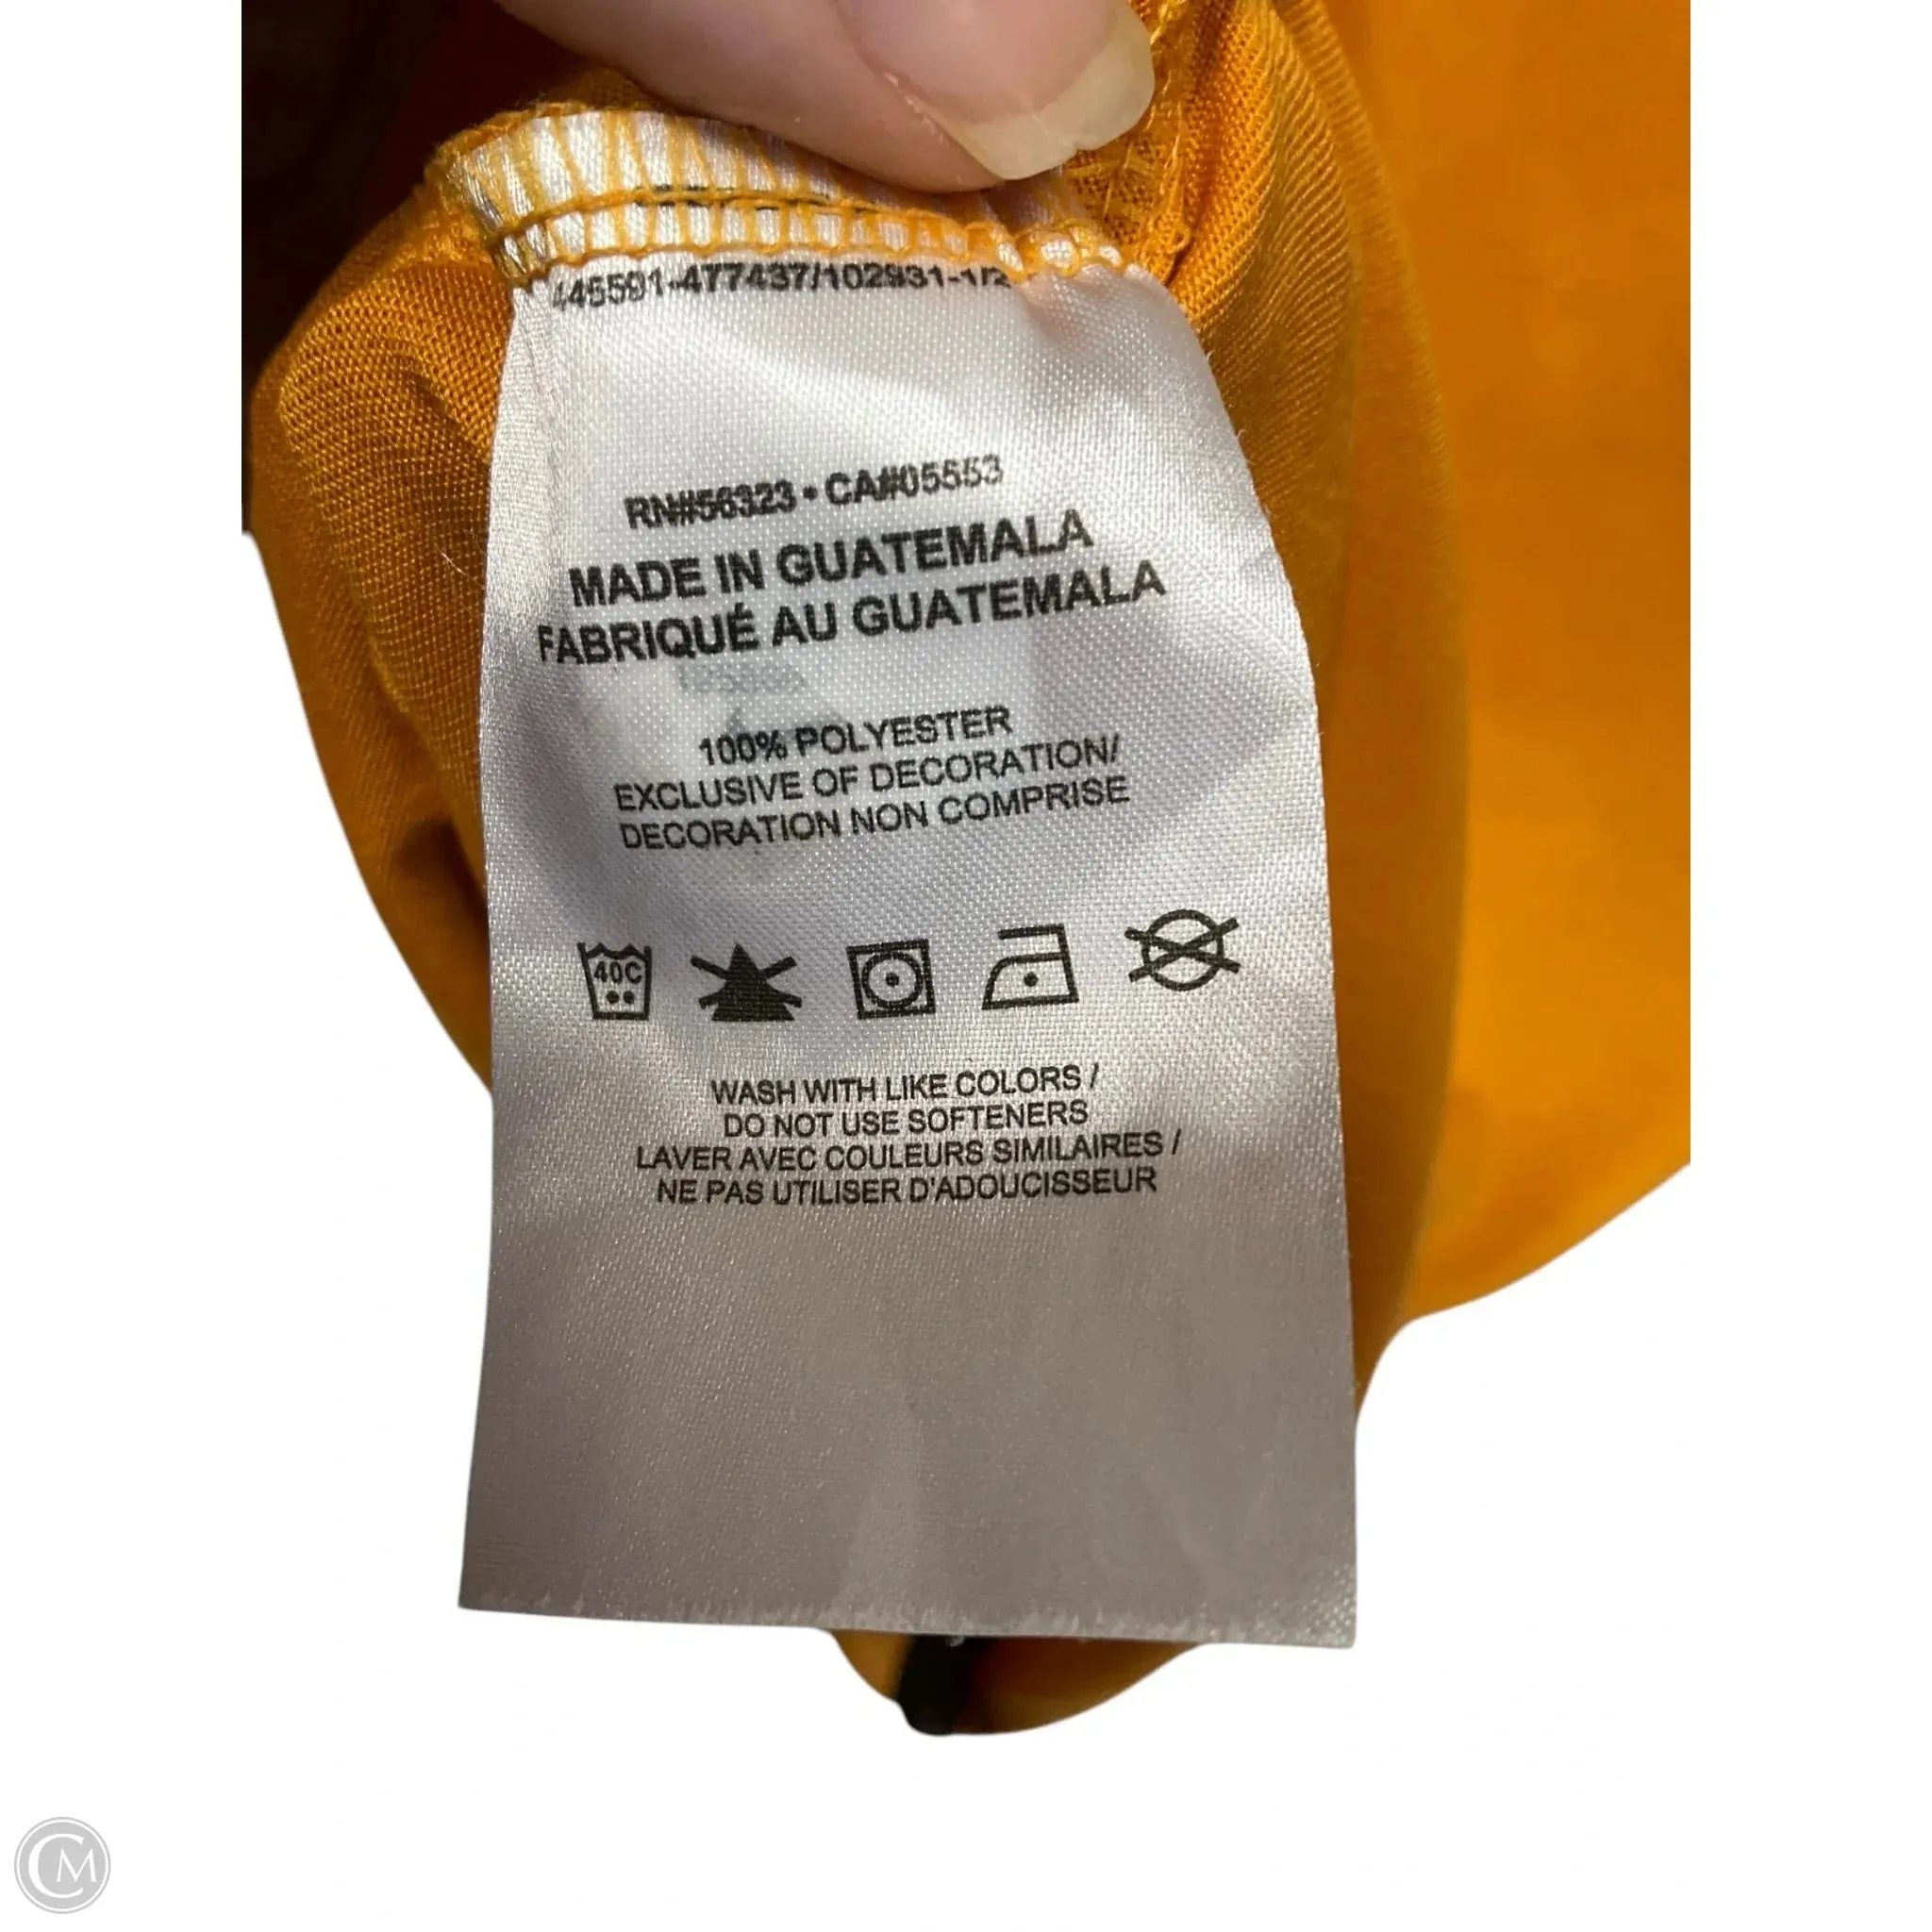 445591-477437/102931-1/2
RN#56323 • CA#05553
MADE IN GUATEMALA
FABRIQUÉ AU GUATEMALA
100% POLYESTER
EXCLUSIVE OF DECORATION/
DECORATION NON COMPRISE
40C
WASH WITH LIKE COLORS /
DO NOT USE SOFTENERS
LAVER AVEC COULEURS SIMILAIRES /
NE PAS UTILISER D'ADOUCISSEUR
CM